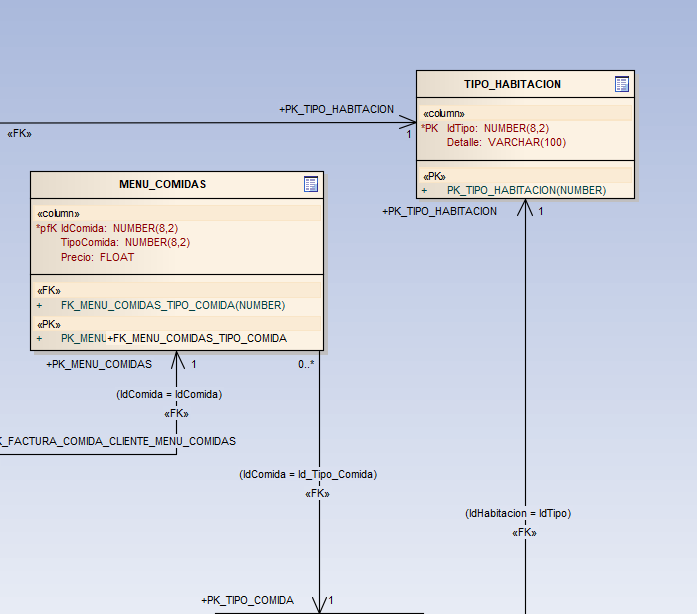 TIPO_HABITACION
«column»
*PK IdTipo: NUMBER(8,2)
Detalle: VARCHAR(100)
«PK»
+ PK_TIPO_HABITACION(NUMBER)
+PK_TIPO_HABITACION
1
«FK»
+PK_TIPO_HABITACION
1
MENU_COMIDAS
«column»
*pfK IdComida: NUMBER(8,2)
TipoComida: NUMBER(8,2)
Precio: FLOAT
«FK»
+ FK_MENU_COMIDAS_TIPO_COMIDA(NUMBER)
«PK»
+ PK_MENU +FK_MENU_COMIDAS_TIPO_COMIDA
+PK_MENU_COMIDAS 1
0..*
(IdComida = IdComida)
«FK»
K_FACTURA_COMIDA_CLIENTE_MENU_COMIDAS
(IdComida = Id_Tipo_Comida)
«FK»
(IdHabitacion = IdTipo)
«FK»
+PK_TIPO_COMIDA 1